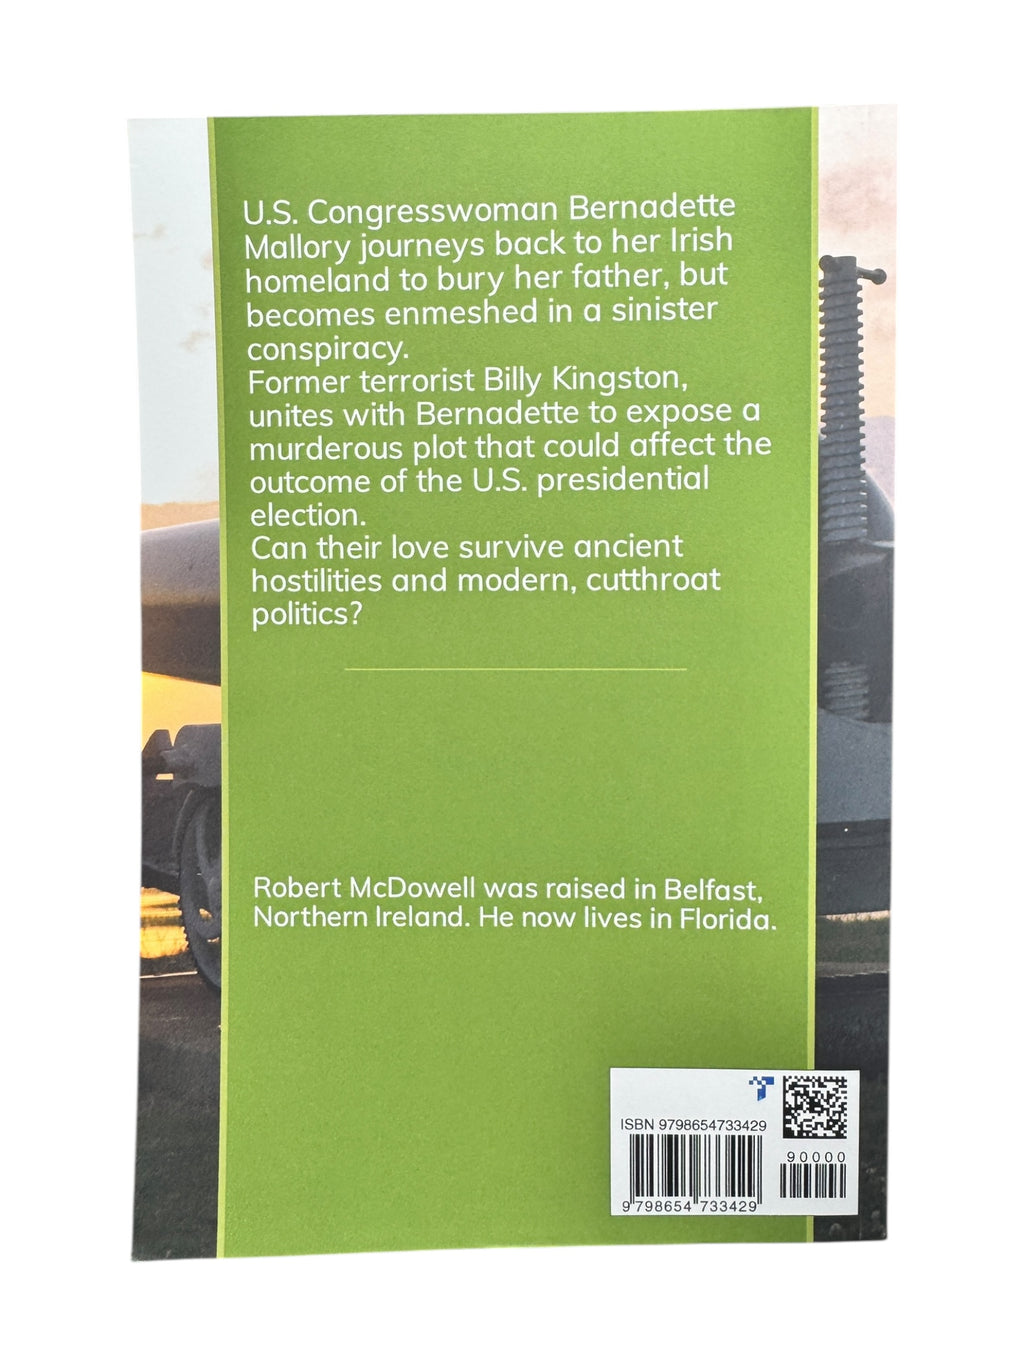 U.S. Congresswoman Bernadette
Mallory journeys back to her Irish
homeland to bury her father, but
becomes enmeshed in a sinister
conspiracy.
Former terrorist Billy Kingston,
unites with Bernadette to expose a
murderous plot that could affect the
outcome of the U.S. presidential
election.
Can their love survive ancient
hostilities and modern, cutthroat
politics?
Robert McDowell was raised in Belfast,
Northern Ireland. He now lives in Florida.
ISBN 9798654733429
90000
9 798654 733429